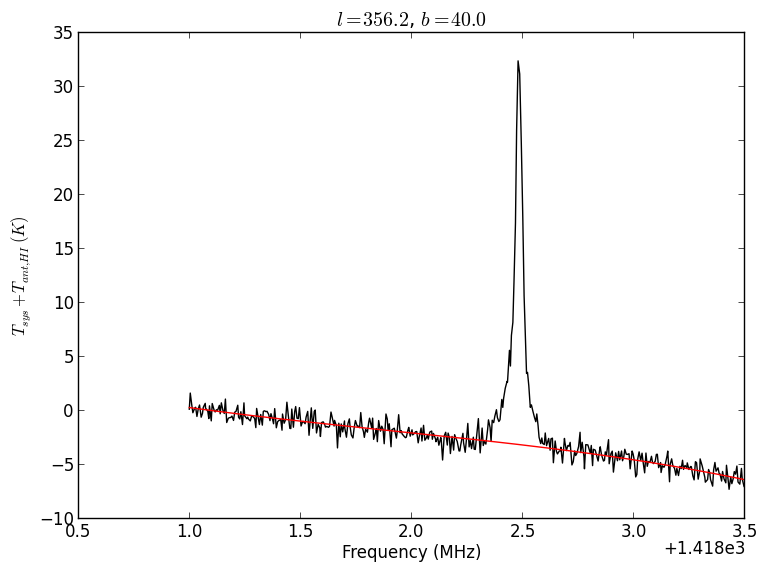 l = 356.2, b = 40.0
35
30
25
20
15
10
5
0
−5
−10
T_sys + T_ant,HI (K)
0.5 1.0 1.5 2.0 2.5 3.0 3.5
+1.418e3
Frequency (MHz)